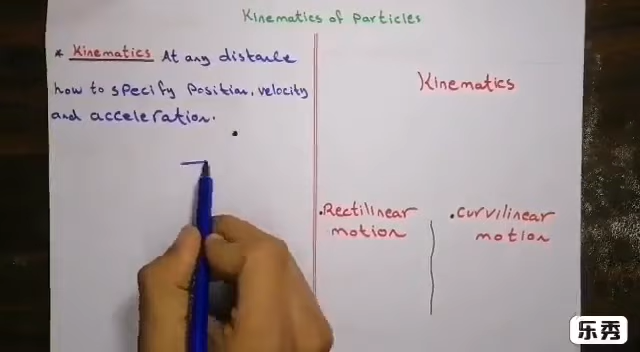 Kinematics of Particles
* Kinematics At any distance
how to specify Position, velocity
and acceleration.
Kinematics
.Rectilinear
motion
.Curvilinear
motion
乐秀